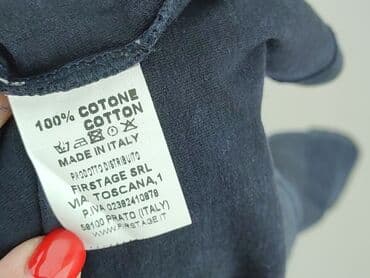 100% COTONE
COTTON
MADE IN ITALY
PRODOTTO DISTRIBUITO
FIRSTAGE SRL
VIA TOSCANA,1
P.IVA 02382410978
59100 PRATO (ITALY)
WWW.FIRSTAGE.IT